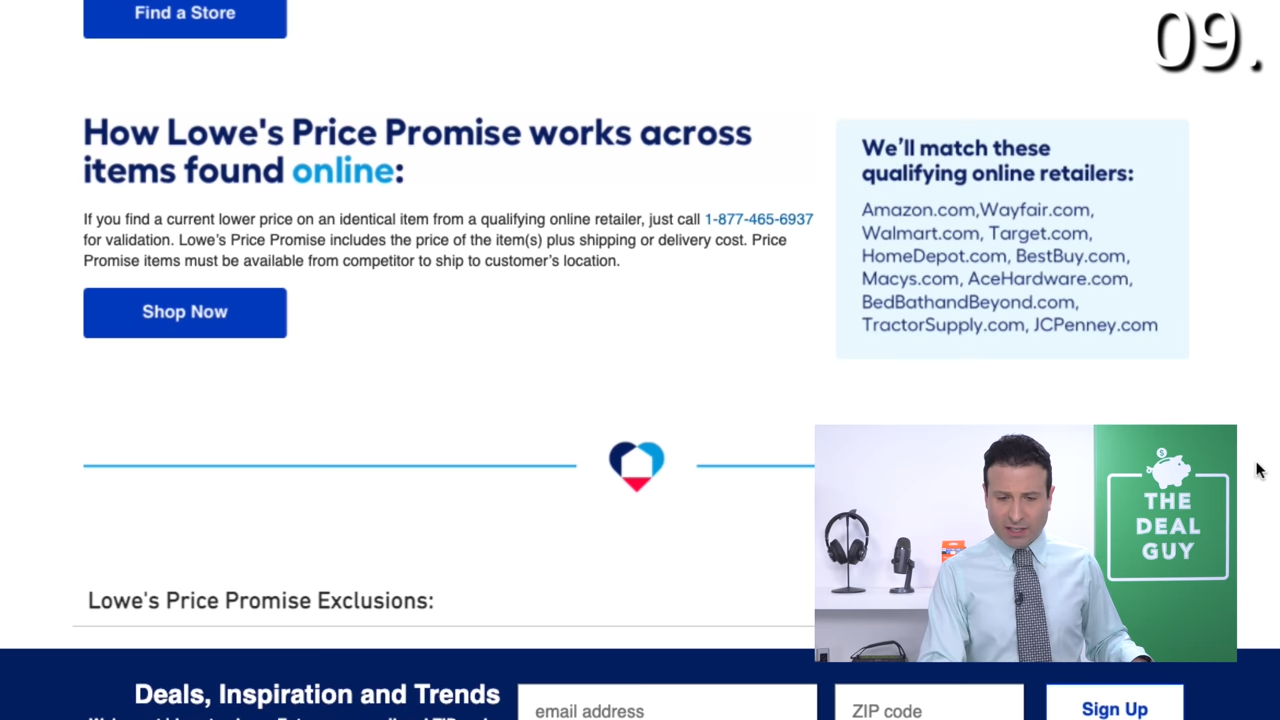 Find a Store
09.
How Lowe's Price Promise works across
items found online:
If you find a current lower price on an identical item from a qualifying online retailer, just call 1-877-465-6937
for validation. Lowe's Price Promise includes the price of the item(s) plus shipping or delivery cost. Price
Promise items must be available from competitor to ship to customer's location.
Shop Now
We'll match these
qualifying online retailers:
Amazon.com,Wayfair.com,
Walmart.com, Target.com,
HomeDepot.com, BestBuy.com,
Macys.com, AceHardware.com,
BedBathandBeyond.com,
TractorSupply.com, JCPenney.com
THE
DEAL
GUY
Lowe's Price Promise Exclusions:
Deals, Inspiration and Trends
email address
ZIP code
Sign Up